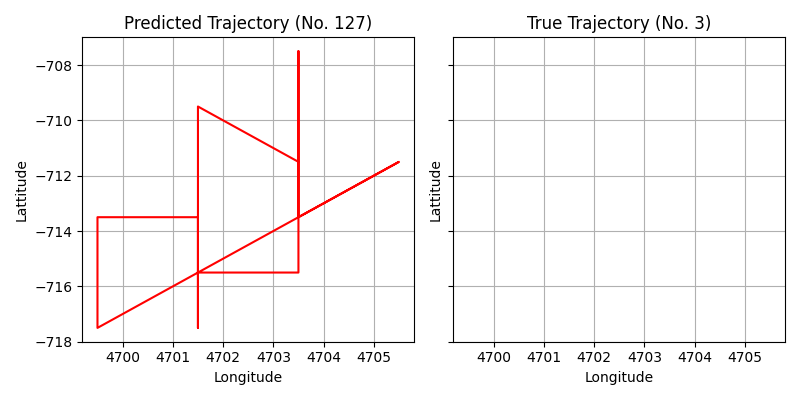 Predicted Trajectory (No. 127)
True Trajectory (No. 3)
−708
−710
−712
−714
−716
−718
Lattitude
Lattitude
4700 4701 4702 4703 4704 4705
4700 4701 4702 4703 4704 4705
Longitude
Longitude